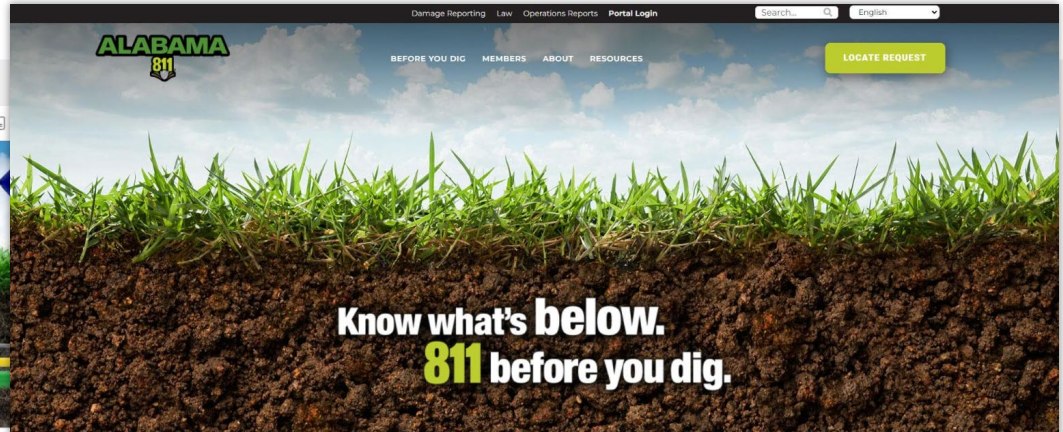 Damage Reporting Law Operations Reports Portal Login Search... English
ALABAMA
811
BEFORE YOU DIG MEMBERS ABOUT RESOURCES LOCATE REQUEST
Know what's below.
811 before you dig.